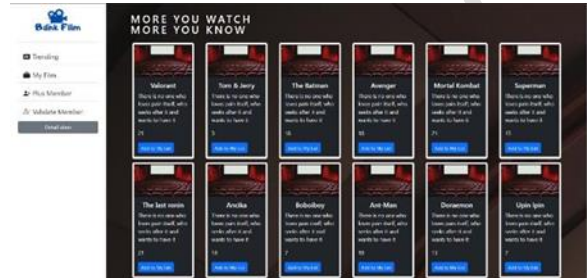 Bank Film
MORE YOU WATCH
MORE YOU KNOW
Trending
My Film
Plus Member
Validate Member
Valorant
There is no one who
loves pain itself, who
seeks after it and
wants to have it
21
Add to My List
Tom & Jerry
There is no one who
loves pain itself, who
seeks after it and
wants to have it
Add to My List
The Batman
There is no one who
loves pain itself, who
seeks after it and
wants to have it
Add to My List
Avenger
There is no one who
loves pain itself, who
seeks after it and
wants to have it
Add to My List
Mortal Kombat
There is no one who
loves pain itself, who
seeks after it and
wants to have it
21
Add to My List
Superman
There is no one who
loves pain itself, who
seeks after it and
wants to have it
Add to My List
The last ronin
There is no one who
loves pain itself, who
seeks after it and
wants to have it
Add to My List
Ancika
There is no one who
loves pain itself, who
seeks after it and
wants to have it
Add to My List
Boboiboy
There is no one who
loves pain itself, who
seeks after it and
wants to have it
7
Add to My List
Ant-Man
There is no one who
loves pain itself, who
seeks after it and
wants to have it
Add to My List
Doraemon
There is no one who
loves pain itself, who
seeks after it and
wants to have it
Add to My List
Upin Ipin
There is no one who
loves pain itself, who
seeks after it and
wants to have it
7
Add to My List